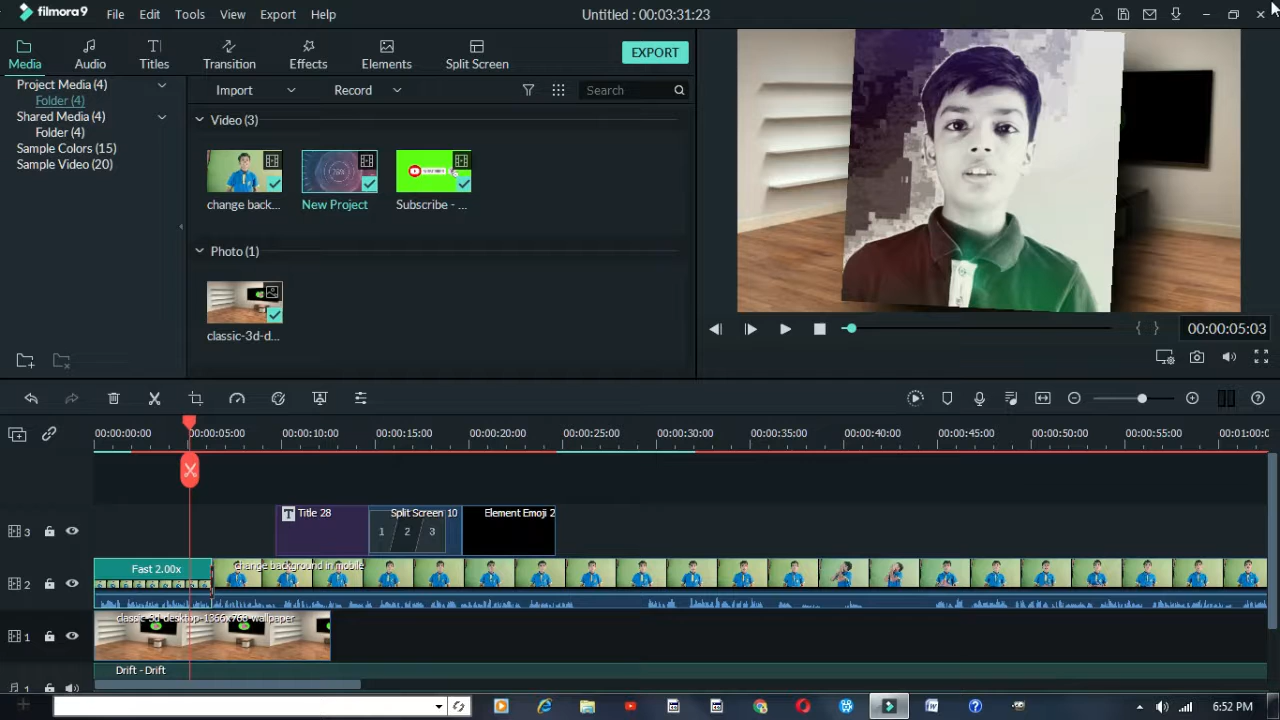 filmora9 File Edit Tools View Export Help Untitled : 00:03:31:23
Media Audio Titles Transition Effects Elements Split Screen EXPORT
Project Media (4)
Folder (4)
Shared Media (4)
Folder (4)
Sample Colors (15)
Sample Video (20)
Import Record Search
Video (3)
change back... New Project Subscribe - ...
Photo (1)
classic-3d-d...
00:00:05:03
00:00:00:00 00:00:05:00 00:00:10:00 00:00:15:00 00:00:20:00 00:00:25:00 00:00:30:00 00:00:35:00 00:00:40:00 00:00:45:00 00:00:50:00 00:00:55:00 00:01:00:0
3 T Title 28 Split Screen 10 1 2 3 Element Emoji 2
2 Fast 2.00x change background in mobile
1 classic-3d-desktop-1366x768-wallpaper
1 Drift - Drift
6:52 PM